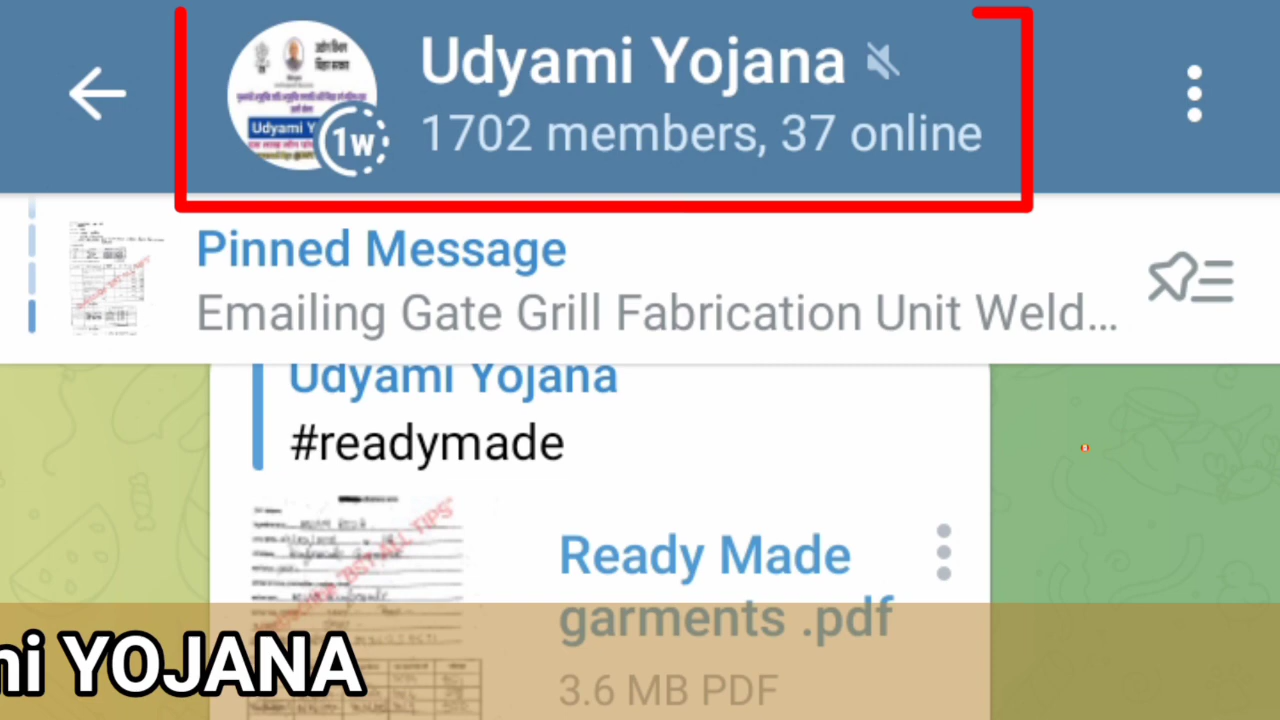 Udyami Yojana
1702 members, 37 online
Udyami Y
1w
Pinned Message
Emailing Gate Grill Fabrication Unit Weld...
Udyami Yojana
#readymade
Ready Made
garments .pdf
3.6 MB PDF
ni YOJANA